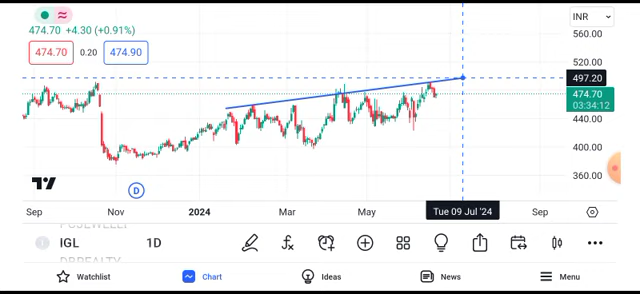 INR
474.70 +4.30 (+0.91%)
474.70 0.20 474.90
560.00
520.00
497.20
474.70
03:34:12
440.00
400.00
360.00
D
Sep Nov 2024 Mar May Tue 09 Jul '24 Sep
IGL 1D
Watchlist Chart Ideas News Menu